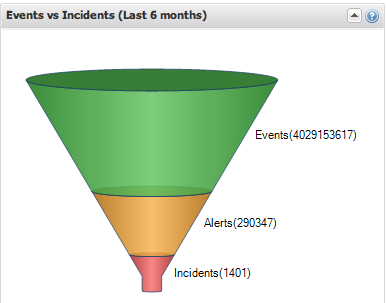 Events vs Incidents (Last 6 months)
Events(4029153617)
Alerts(290347)
Incidents(1401)